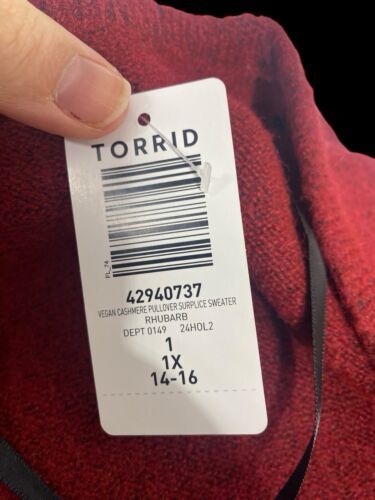 TORRID
FL_74
42940737
VEGAN CASHMERE PULLOVER SURPLICE SWEATER
RHUBARB
DEPT 0149 24HOL2
1
1X
14-16